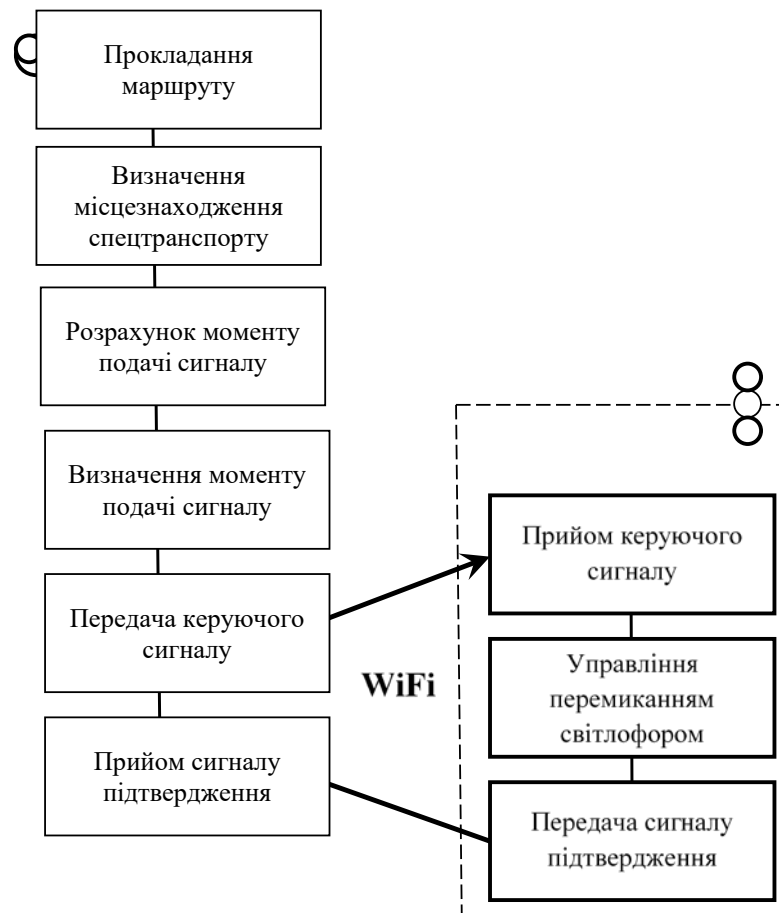 Прокладання
маршруту
Визначення
місцезнаходження
спецтранспорту
Розрахунок моменту
подачі сигналу
Визначення моменту
подачі сигналу
Передача керуючого
сигналу
Прийом сигналу
підтвердження
WiFi
Прийом керуючого
сигналу
Управління
перемиканням
світлофором
Передача сигналу
підтвердження